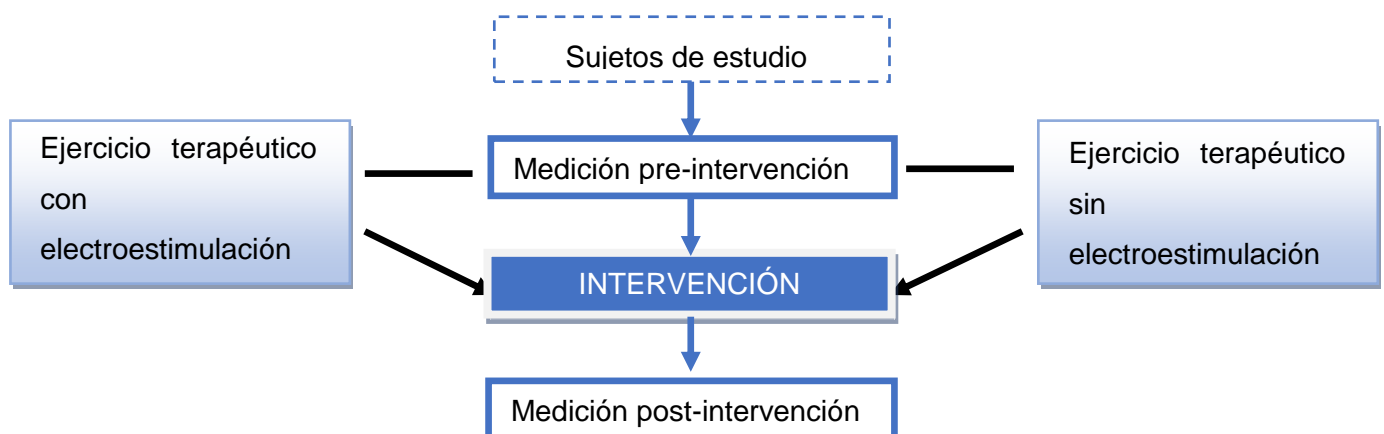 Sujetos de estudio
Ejercicio terapéutico
con
electroestimulación
Medición pre-intervención
Ejercicio terapéutico
sin
electroestimulación
INTERVENCIÓN
Medición post-intervención